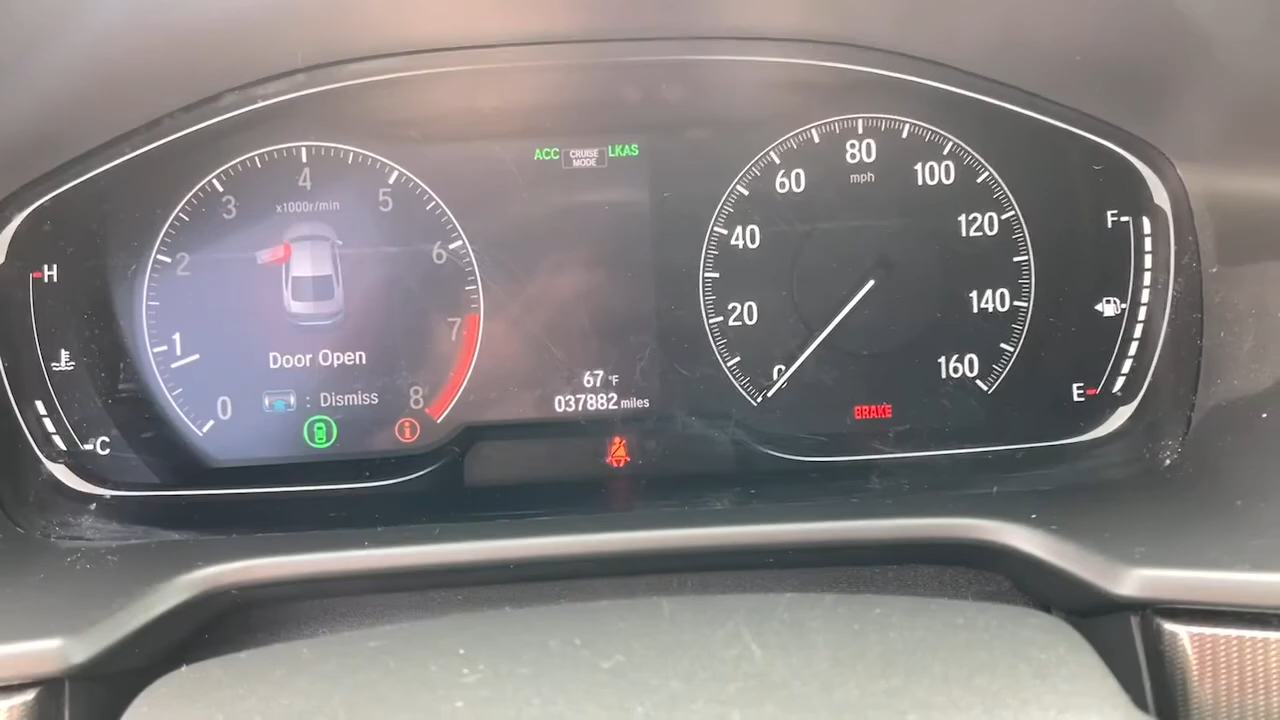 ACC CRUISE MODE LKAS
0
1
2
3
4
5
6
7
8
x1000r/min
Door Open
: Dismiss
H
C
67 °F
037882 miles
0
20
40
60
80
100
120
140
160
mph
BRAKE
F
E